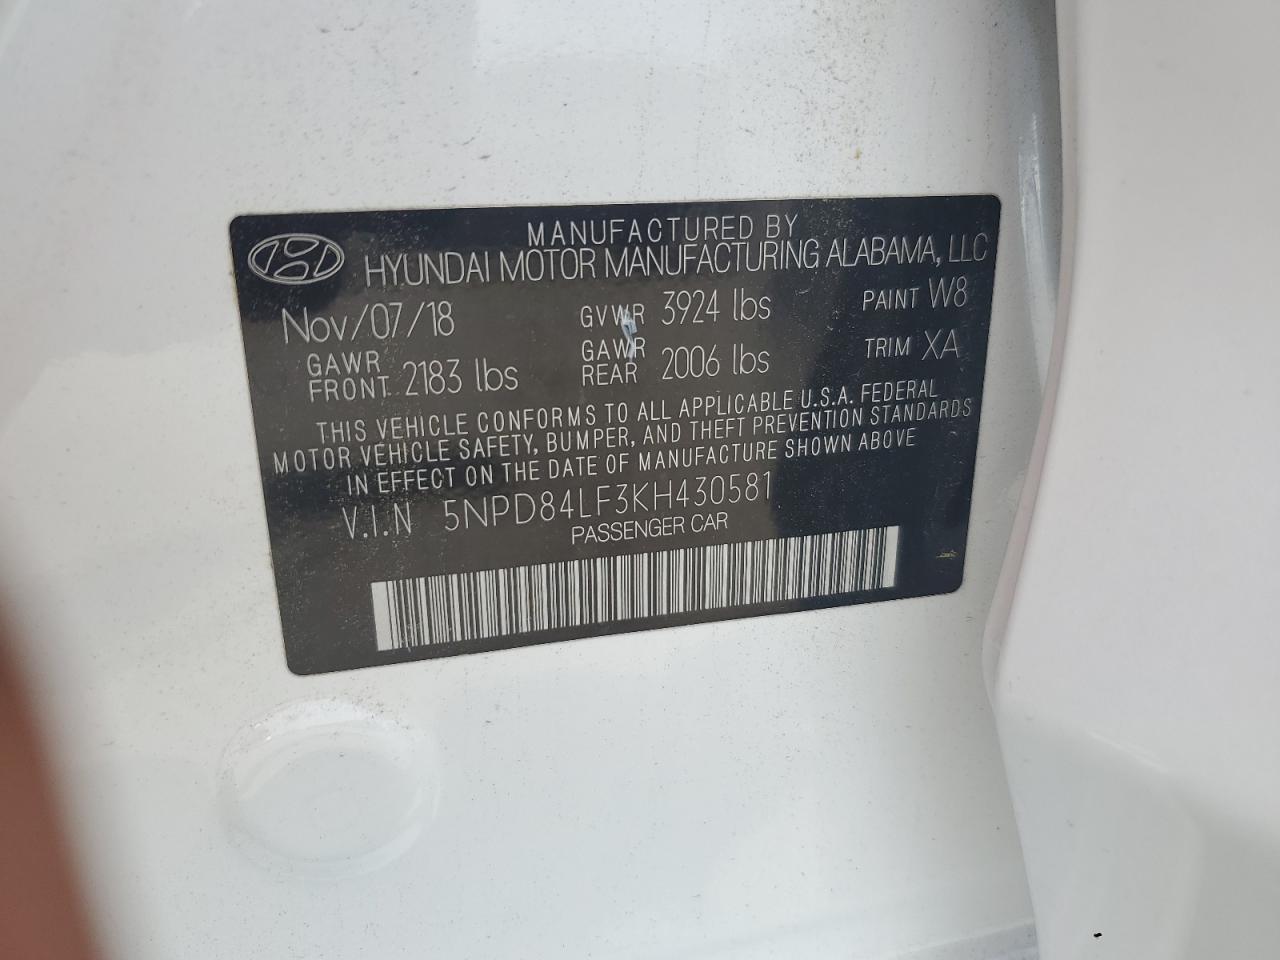 MANUFACTURED BY
HYUNDAI MOTOR MANUFACTURING ALABAMA, LLC
Nov/07/18 GVWR 3924 lbs PAINT W8
GAWR FRONT 2183 lbs GAWR REAR 2006 lbs TRIM XA
THIS VEHICLE CONFORMS TO ALL APPLICABLE U.S.A. FEDERAL
MOTOR VEHICLE SAFETY, BUMPER, AND THEFT PREVENTION STANDARDS
IN EFFECT ON THE DATE OF MANUFACTURE SHOWN ABOVE
V.I.N 5NPD84LF3KH430581
PASSENGER CAR